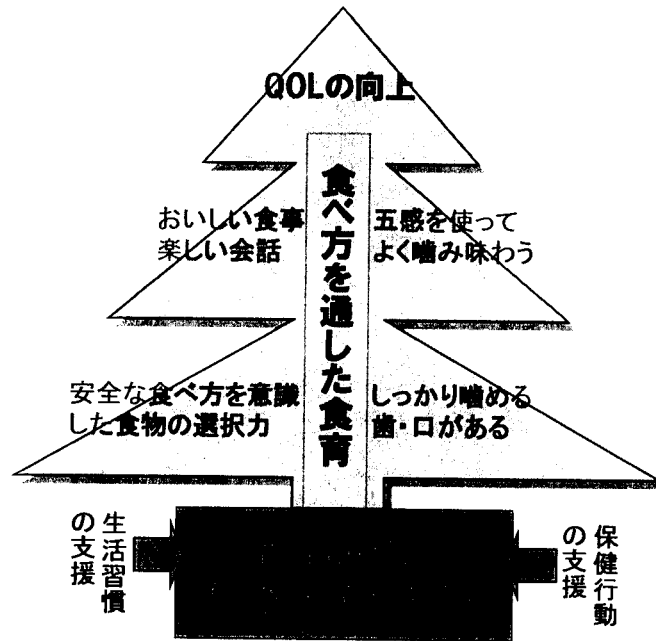 QOLの向上
食べ方を通した食育
おいしい食事
楽しい会話
五感を使って
よく噛み味わう
安全な食べ方を意識
した食物の選択力
しっかり噛める
歯・口がある
生活習慣
の支援
保健行動
の支援